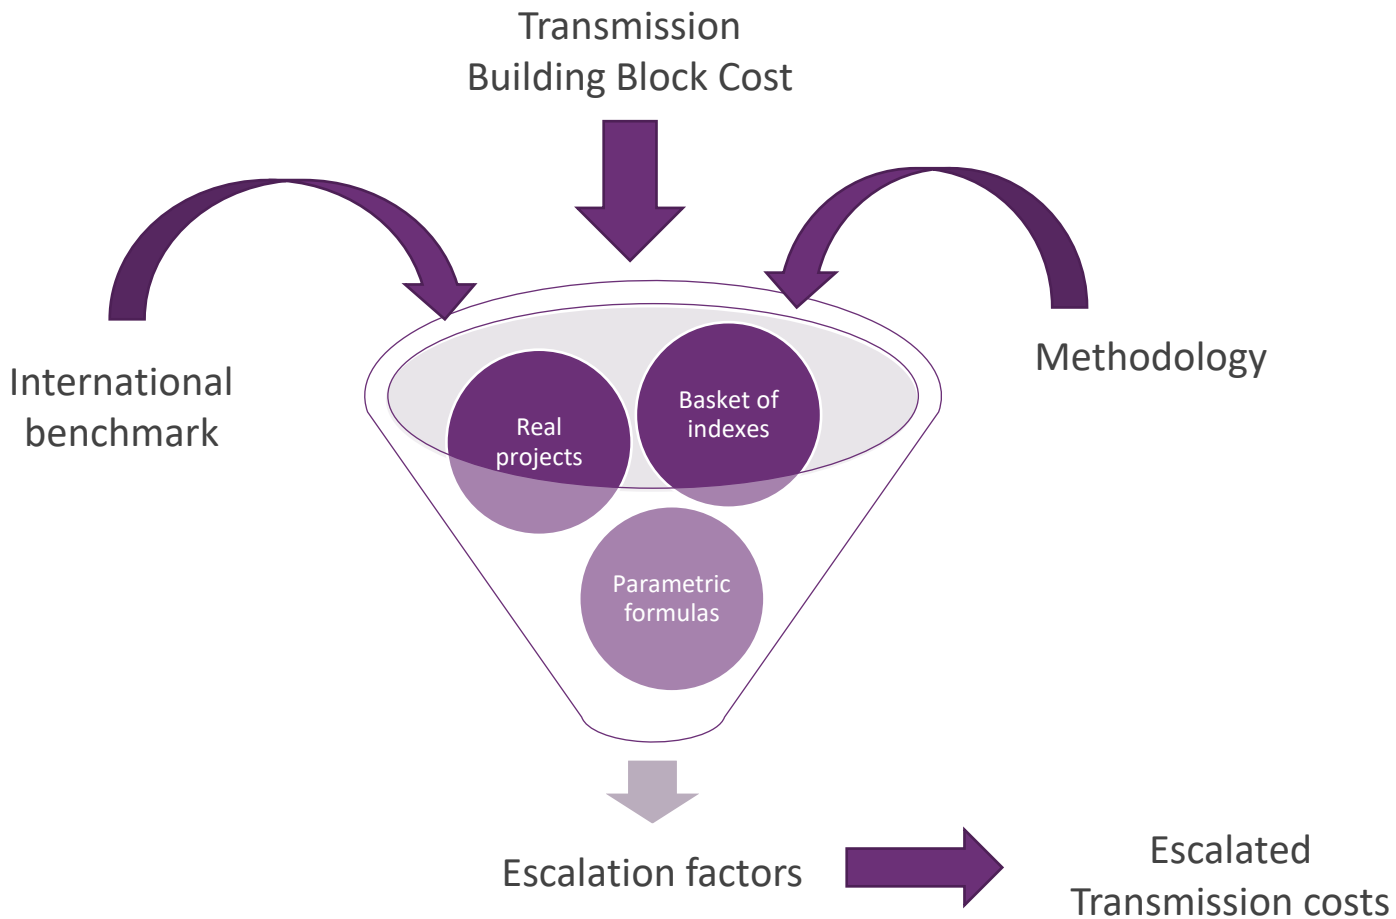 Transmission
Building Block Cost
International
benchmark
Methodology
Real
projects
Basket of
indexes
Parametric
formulas
Escalation factors
Escalated
Transmission costs